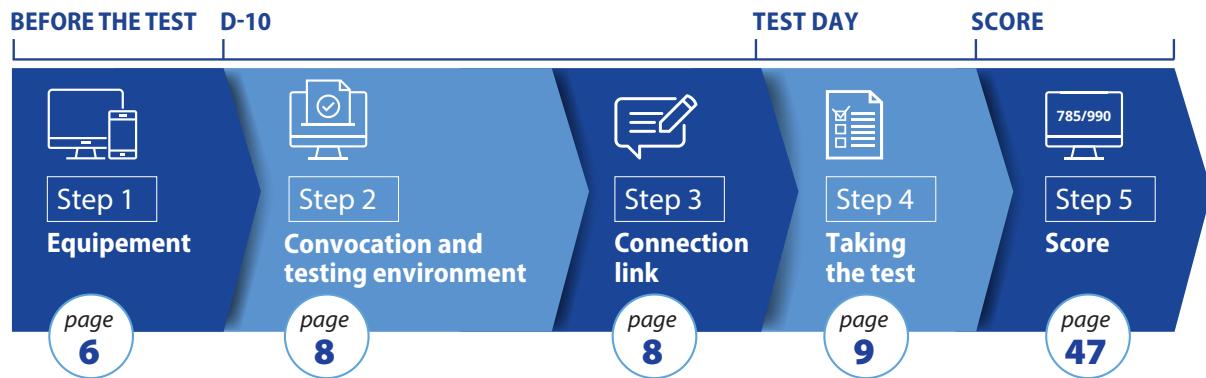 BEFORE THE TEST
D-10
TEST DAY
SCORE
785/990
Step 1
Step 2
Step 3
Step 4
Step 5
Equipement
Convocation and
testing environment
Connection
link
Taking
the test
Score
page
6
page
8
page
8
page
9
page
47